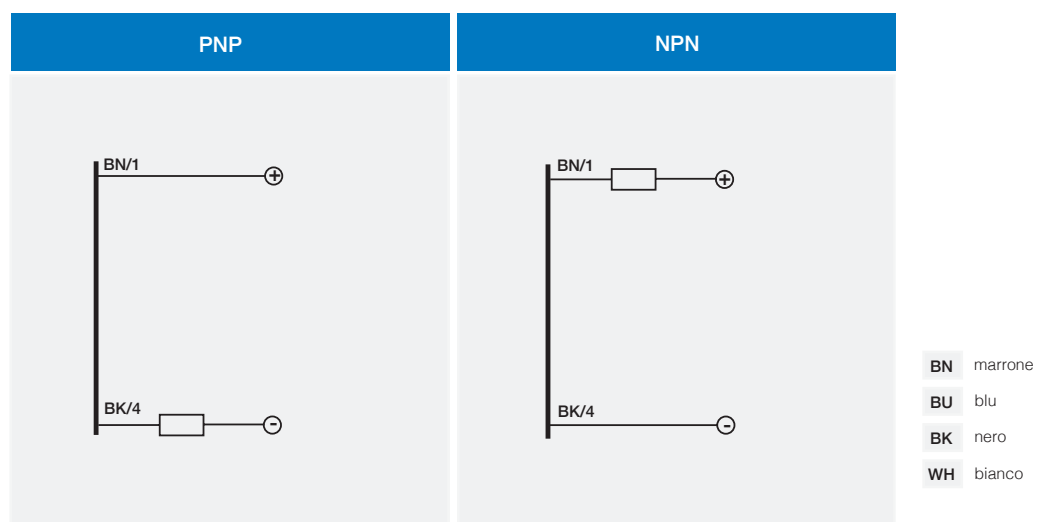 PNP
NPN
BN/1
+
BK/4
-
BN/1
+
BK/4
-
BN marrone
BU blu
BK nero
WH bianco